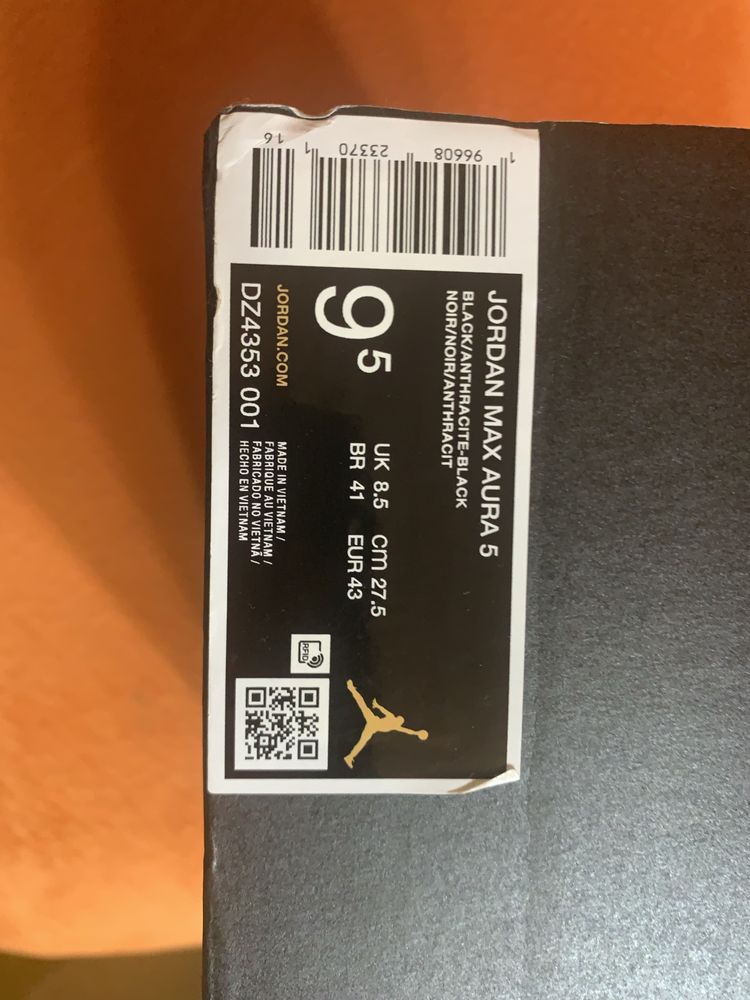 JORDAN MAX AURA 5
BLACK/ANTHRACITE-BLACK
NOIR/NOIR/ANTHRACIT
9 5
UK 8.5 cm 27.5
BR 41 EUR 43
JORDAN.COM
DZ4353 001
MADE IN VIETNAM /
FABRIQUE AU VIETNAM /
FABRICADO NO VIETNÃ /
HECHO EN VIETNAM
RFID
1 96608 23370 1 16